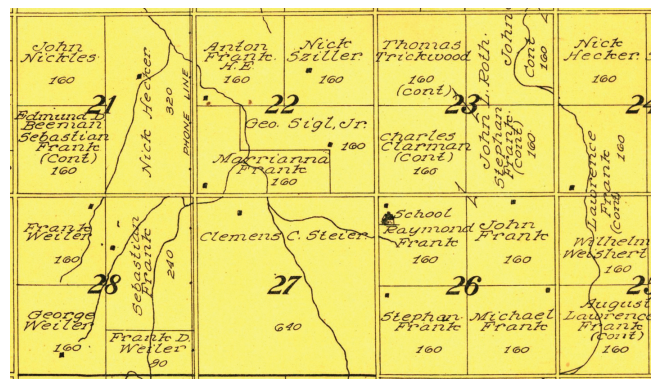 John
Nickles
160
Nick Hecker
320
PHONE LINE
21
Edmund D.
Beeman
Sebastian
Frank
(Cont)
160
Anton
Frank
H.E.
160
Nick
Sziller
160
22
Geo. Sigl, Jr.
160
Marrianna
Frank
160
Thomas
Trickwood
160
(Cont)
23
Charles
Clarman
(Cont)
160
John L. Roth.
Stephan
Frank
(Cont)
160
John
Cont
160
Nick
Hecker
160
24
Lawrence
Frank
(Cont)
160
Frank
Weiler
160
28
Sebastian
Frank
240
George
Weiler
160
Frank D.
Weiler
80
Clemens C. Steier
27
640
School
Raymond
Frank
160
John
Frank
160
26
Stephan
Frank
160
Michael
Frank
160
Wilhelm
Weishert
160
25
August
Lawrence
Frank
(Cont)
160